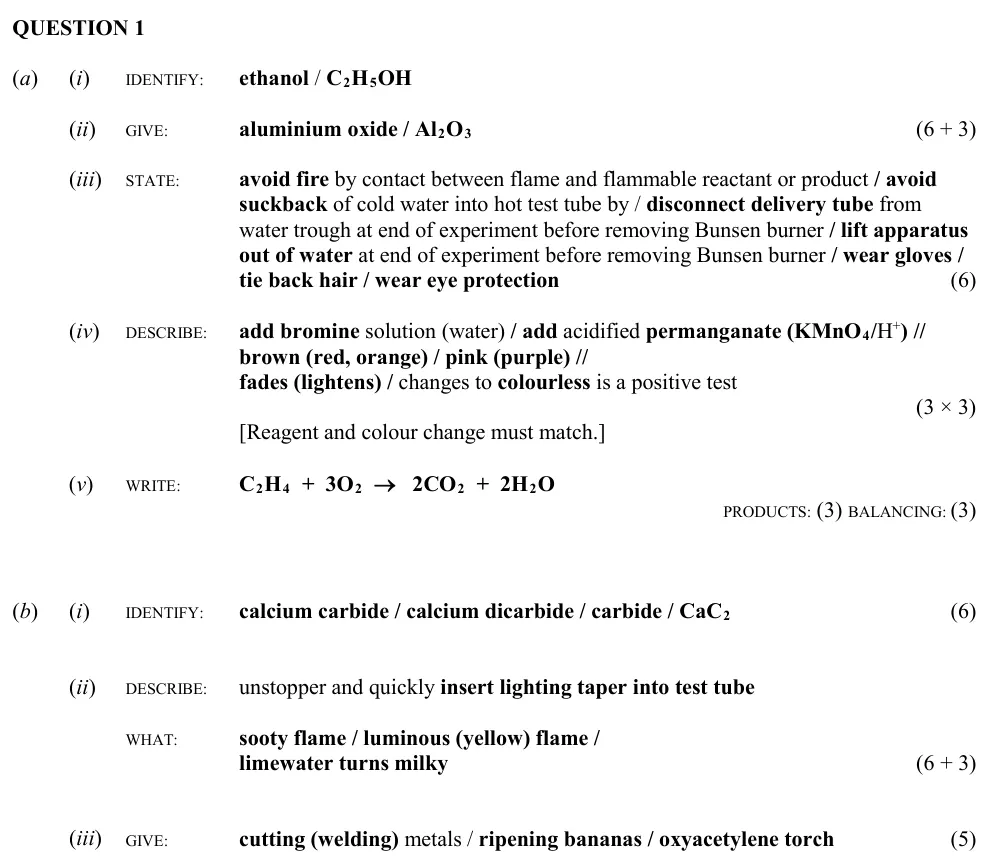 QUESTION 1
(a) (i) IDENTIFY: ethanol / C₂H₅OH
(ii) GIVE: aluminium oxide / Al₂O₃ (6 + 3)
(iii) STATE: avoid fire by contact between flame and flammable reactant or product / avoid
suckback of cold water into hot test tube by / disconnect delivery tube from
water trough at end of experiment before removing Bunsen burner / lift apparatus
out of water at end of experiment before removing Bunsen burner / wear gloves /
tie back hair / wear eye protection (6)
(iv) DESCRIBE: add bromine solution (water) / add acidified permanganate (KMnO₄/H⁺) //
brown (red, orange) / pink (purple) //
fades (lightens) / changes to colourless is a positive test
(3 × 3)
[Reagent and colour change must match.]
(v) WRITE: C₂H₄ + 3O₂ → 2CO₂ + 2H₂O
PRODUCTS: (3) BALANCING: (3)
(b) (i) IDENTIFY: calcium carbide / calcium dicarbide / carbide / CaC₂ (6)
(ii) DESCRIBE: unstopper and quickly insert lighting taper into test tube
WHAT: sooty flame / luminous (yellow) flame /
limewater turns milky (6 + 3)
(iii) GIVE: cutting (welding) metals / ripening bananas / oxyacetylene torch (5)